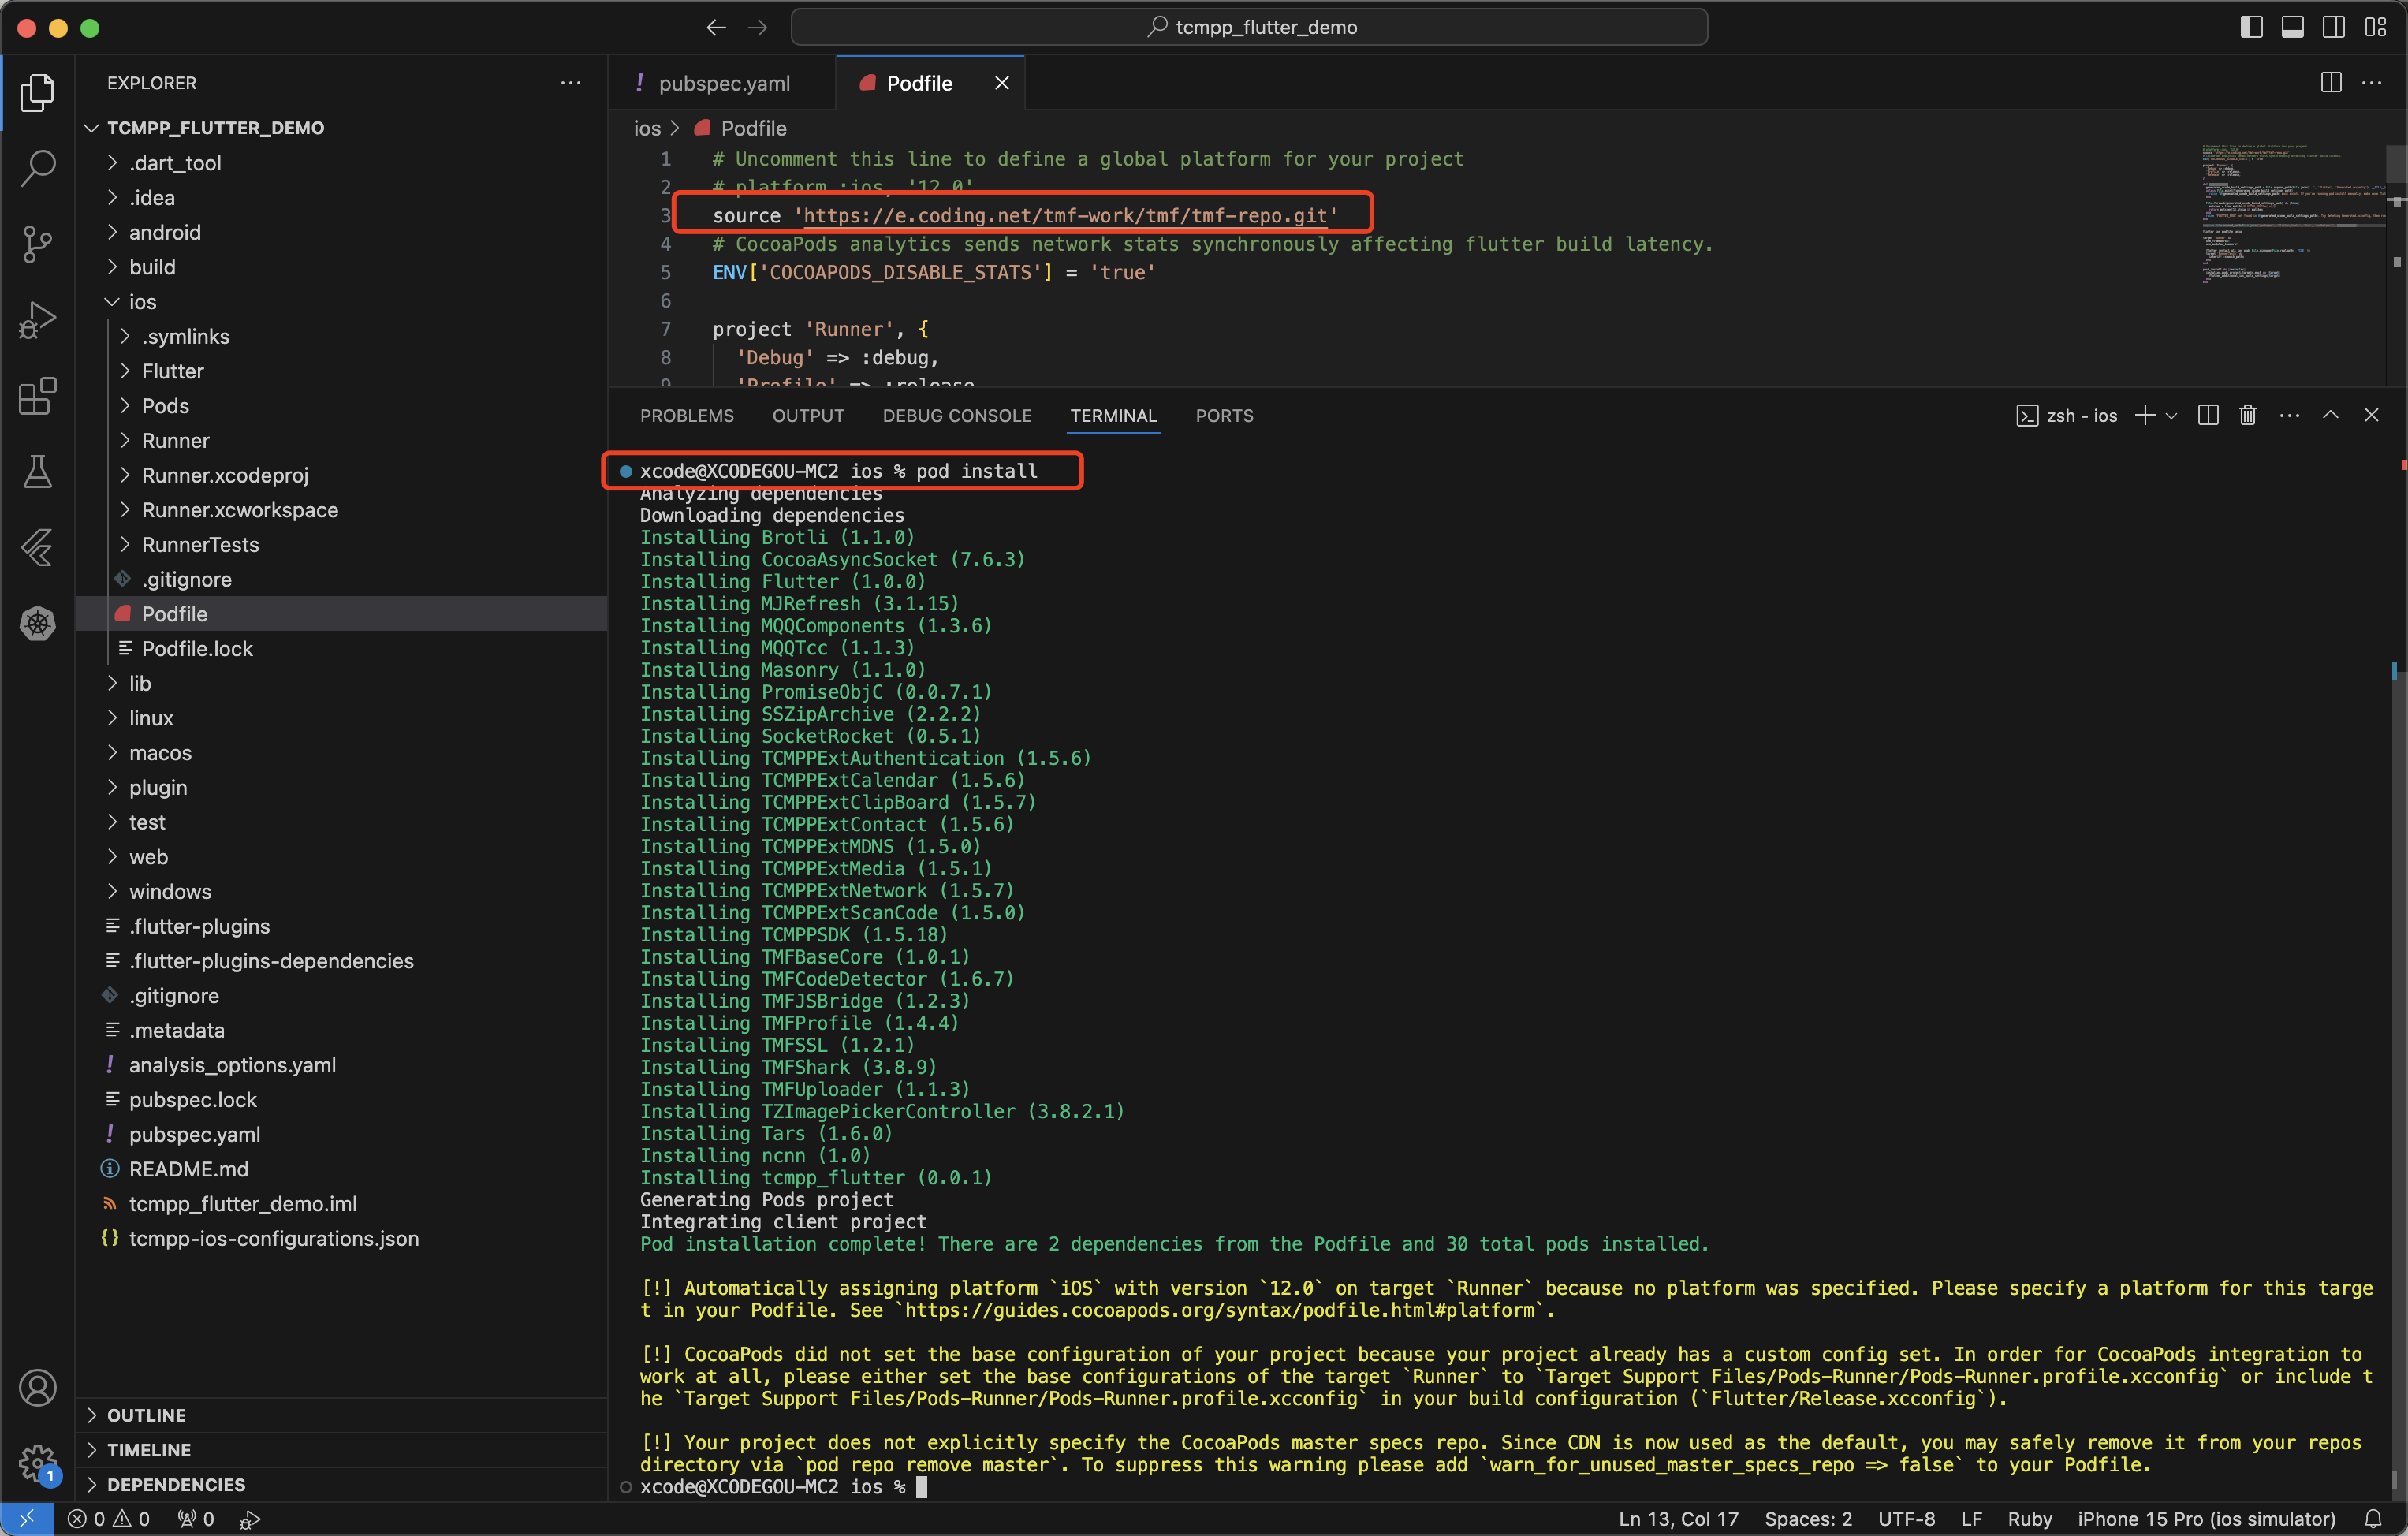 tcmpp_flutter_demo
EXPLORER
TCMPP_FLUTTER_DEMO
.dart_tool
.idea
android
build
ios
.symlinks
Flutter
Pods
Runner
Runner.xcodeproj
Runner.xcworkspace
RunnerTests
.gitignore
Podfile
Podfile.lock
lib
linux
macos
plugin
test
web
windows
.flutter-plugins
.flutter-plugins-dependencies
.gitignore
.metadata
! analysis_options.yaml
pubspec.lock
! pubspec.yaml
README.md
tcmpp_flutter_demo.iml
{} tcmpp-ios-configurations.json
OUTLINE
TIMELINE
DEPENDENCIES
1
! pubspec.yaml
Podfile
ios > Podfile
1 # Uncomment this line to define a global platform for your project
2 # platform :ios, '12.0'
3 source 'https://e.coding.net/tmf-work/tmf/tmf-repo.git'
4 # CocoaPods analytics sends network stats synchronously affecting flutter build latency.
5 ENV['COCOAPODS_DISABLE_STATS'] = 'true'
6
7 project 'Runner', {
8 'Debug' => :debug,
9 'Profile' => :release
PROBLEMS OUTPUT DEBUG CONSOLE TERMINAL PORTS
zsh - ios
xcode@XCODEGOU-MC2 ios % pod install
Analyzing dependencies
Downloading dependencies
Installing Brotli (1.1.0)
Installing CocoaAsyncSocket (7.6.3)
Installing Flutter (1.0.0)
Installing MJRefresh (3.1.15)
Installing MQQComponents (1.3.6)
Installing MQQTcc (1.1.3)
Installing Masonry (1.1.0)
Installing PromiseObjC (0.0.7.1)
Installing SSZipArchive (2.2.2)
Installing SocketRocket (0.5.1)
Installing TCMPPExtAuthentication (1.5.6)
Installing TCMPPExtCalendar (1.5.6)
Installing TCMPPExtClipBoard (1.5.7)
Installing TCMPPExtContact (1.5.6)
Installing TCMPPExtMDNS (1.5.0)
Installing TCMPPExtMedia (1.5.1)
Installing TCMPPExtNetwork (1.5.7)
Installing TCMPPExtScanCode (1.5.0)
Installing TCMPPSDK (1.5.18)
Installing TMFBaseCore (1.0.1)
Installing TMFCodeDetector (1.6.7)
Installing TMFJSBridge (1.2.3)
Installing TMFProfile (1.4.4)
Installing TMFSSL (1.2.1)
Installing TMFShark (3.8.9)
Installing TMFUploader (1.1.3)
Installing TZImagePickerController (3.8.2.1)
Installing Tars (1.6.0)
Installing ncnn (1.0)
Installing tcmpp_flutter (0.0.1)
Generating Pods project
Integrating client project
Pod installation complete! There are 2 dependencies from the Podfile and 30 total pods installed.
[!] Automatically assigning platform `iOS` with version `12.0` on target `Runner` because no platform was specified. Please specify a platform for this targe
t in your Podfile. See `https://guides.cocoapods.org/syntax/podfile.html#platform`.
[!] CocoaPods did not set the base configuration of your project because your project already has a custom config set. In order for CocoaPods integration to
work at all, please either set the base configurations of the target `Runner` to `Target Support Files/Pods-Runner/Pods-Runner.profile.xcconfig` or include t
he `Target Support Files/Pods-Runner/Pods-Runner.profile.xcconfig` in your build configuration (`Flutter/Release.xcconfig`).
[!] Your project does not explicitly specify the CocoaPods master specs repo. Since CDN is now used as the default, you may safely remove it from your repos
directory via `pod repo remove master`. To suppress this warning please add `warn_for_unused_master_specs_repo => false` to your Podfile.
xcode@XCODEGOU-MC2 ios %
0 0 0 Ln 13, Col 17 Spaces: 2 UTF-8 LF Ruby iPhone 15 Pro (ios simulator)